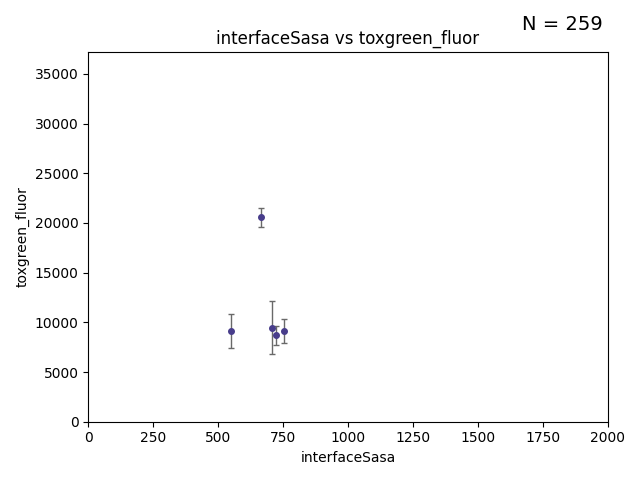 N = 259
interfaceSasa vs toxgreen_fluor
35000
30000
25000
20000
15000
10000
5000
0
toxgreen_fluor
0 250 500 750 1000 1250 1500 1750 2000
interfaceSasa